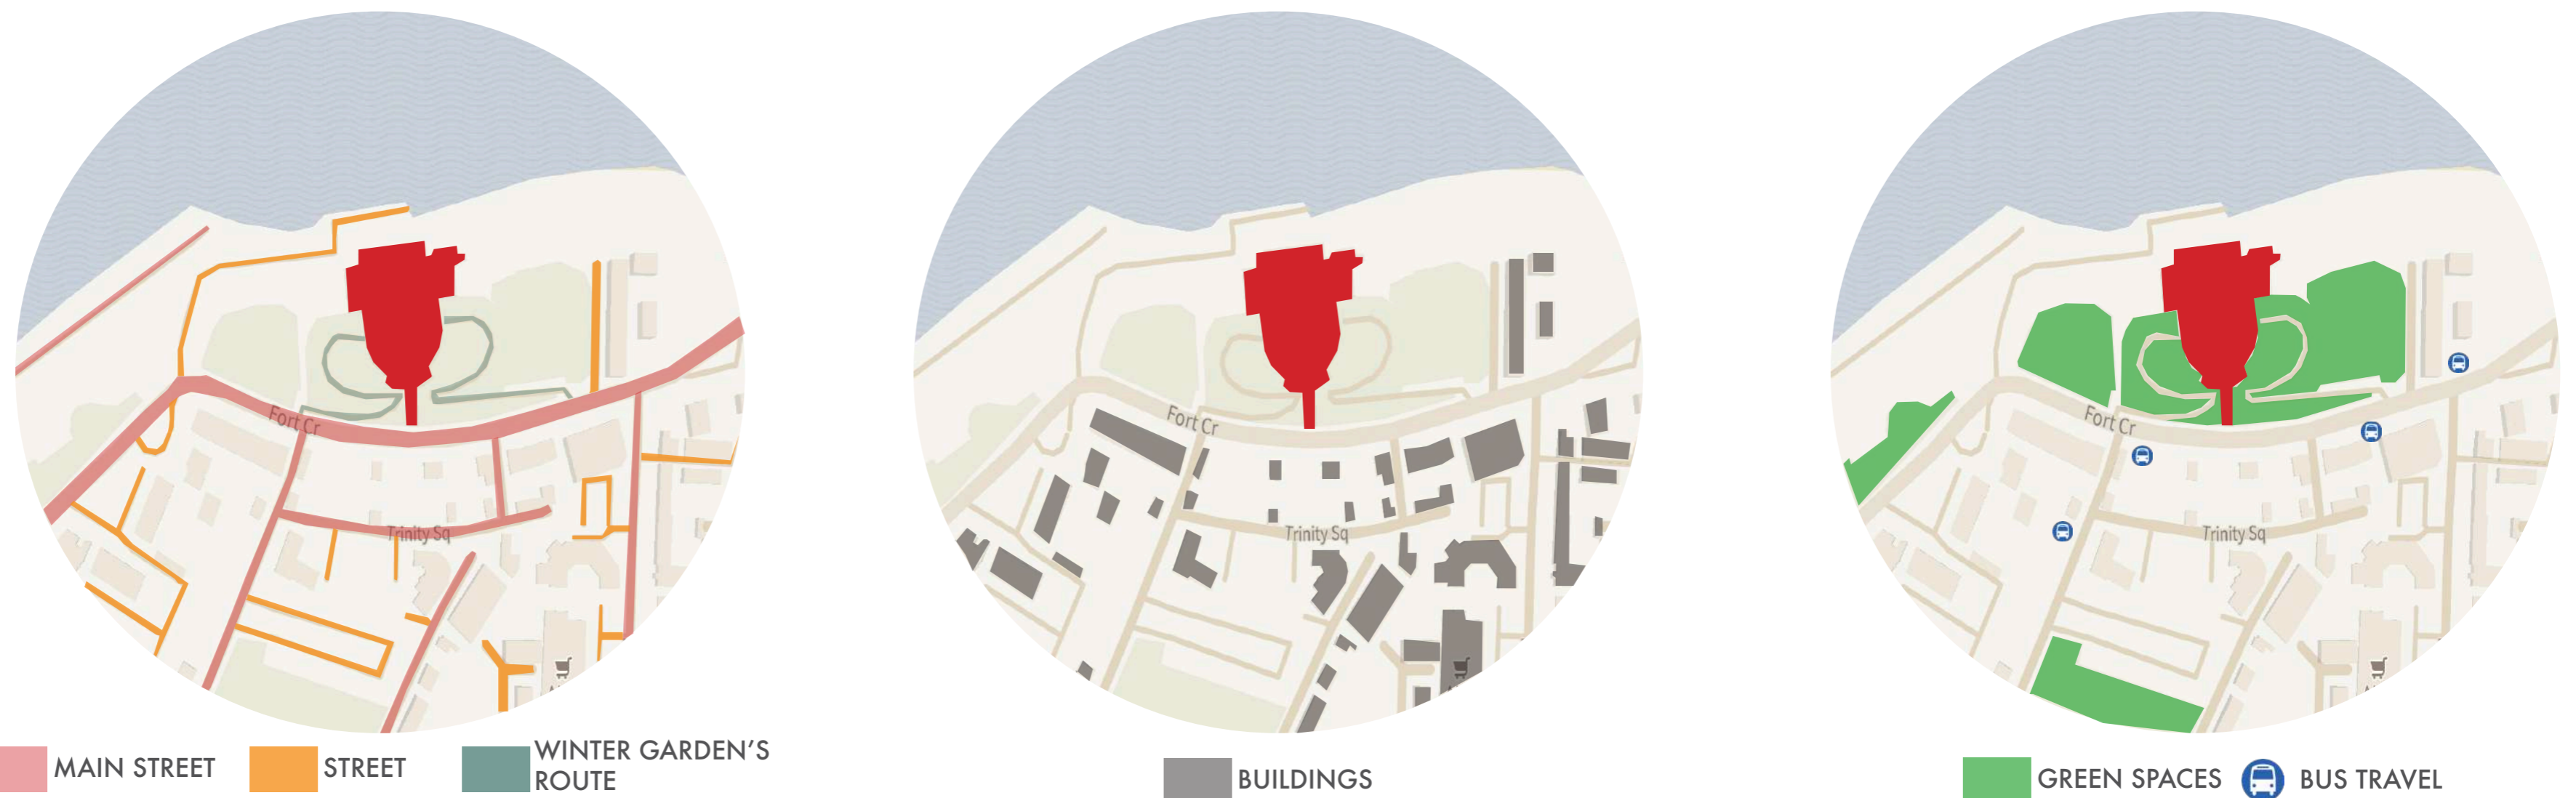 Fort Cr
Trinity Sq
MAIN STREET
STREET
WINTER GARDEN'S
ROUTE
Fort Cr
Trinity Sq
BUILDINGS
Fort Cr
Trinity Sq
GREEN SPACES
BUS TRAVEL